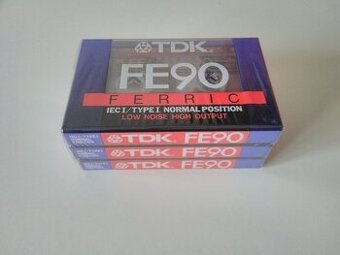 TDK
FE90
FERRIC
IEC I/TYPE I NORMAL POSITION
LOW NOISE HIGH OUTPUT
TDK FE90
TDK FE90
TDK FE90